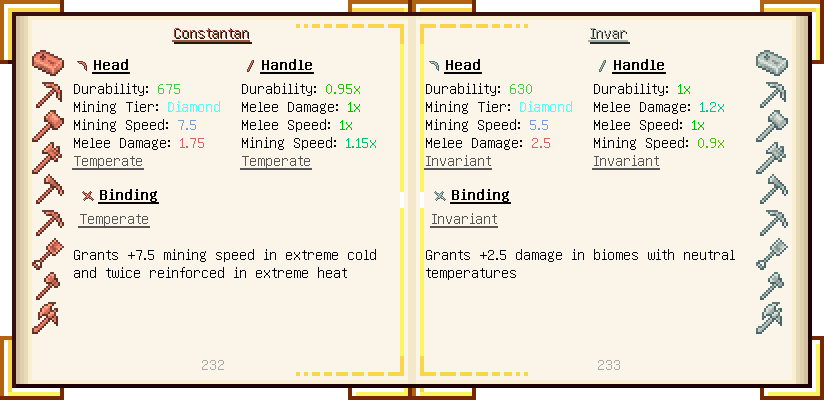 Constantan
Head
Durability: 675
Mining Tier: Diamond
Mining Speed: 7.5
Melee Damage: 1.75
Temperate
Handle
Durability: 0.95x
Melee Damage: 1x
Melee Speed: 1x
Mining Speed: 1.15x
Temperate
Binding
Temperate
Grants +7.5 mining speed in extreme cold
and twice reinforced in extreme heat
232
Invar
Head
Durability: 630
Mining Tier: Diamond
Mining Speed: 5.5
Melee Damage: 2.5
Invariant
Handle
Durability: 1x
Melee Damage: 1.2x
Melee Speed: 1x
Mining Speed: 0.9x
Invariant
Binding
Invariant
Grants +2.5 damage in biomes with neutral
temperatures
233